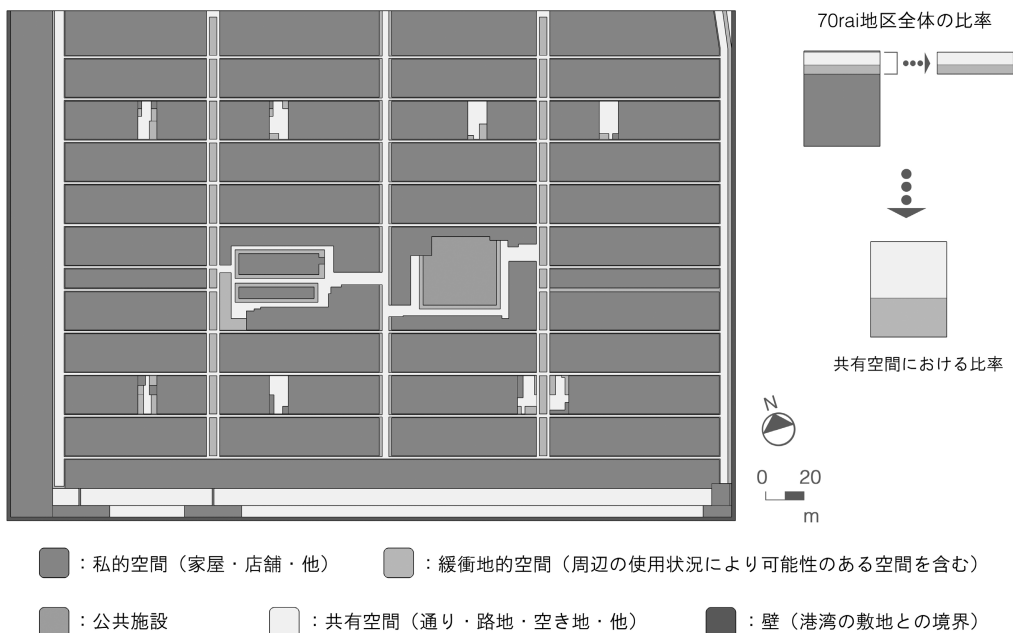 70rai地区全体の比率
共有空間における比率
N
0 20
m
：私的空間（家屋・店舗・他）
：緩衝地的空間（周辺の使用状況により可能性のある空間を含む）
：公共施設
：共有空間（通り・路地・空き地・他）
：壁（港湾の敷地との境界）